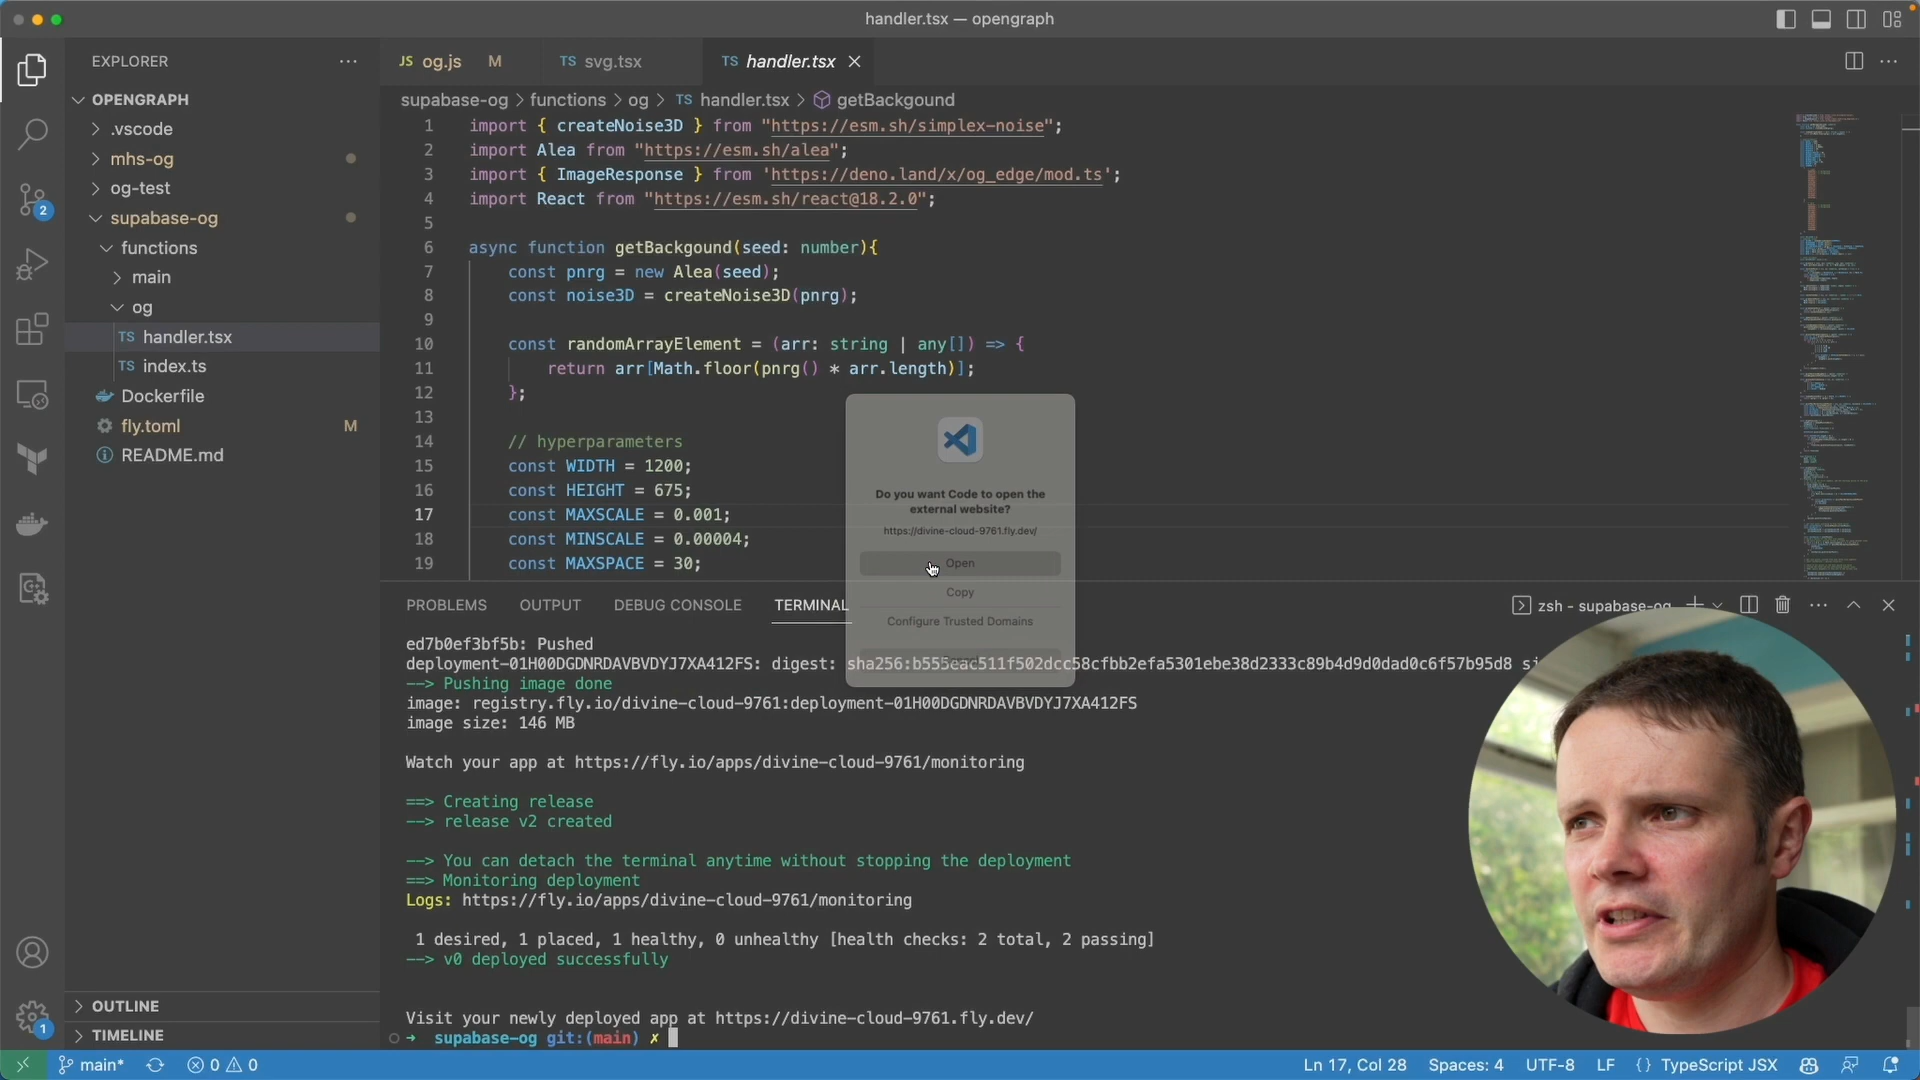 handler.tsx — opengraph
EXPLORER
OPENGRAPH
.vscode
mhs-og
og-test
supabase-og
functions
main
og
TS handler.tsx
TS index.ts
Dockerfile
fly.toml M
README.md
OUTLINE
TIMELINE
2
1
JS og.js M
TS svg.tsx
TS handler.tsx
supabase-og > functions > og > TS handler.tsx > getBackgound
1 import { createNoise3D } from "https://esm.sh/simplex-noise";
2 import Alea from "https://esm.sh/alea";
3 import { ImageResponse } from 'https://deno.land/x/og_edge/mod.ts';
4 import React from "https://esm.sh/react@18.2.0";
5
6 async function getBackgound(seed: number){
7 const pnrg = new Alea(seed);
8 const noise3D = createNoise3D(pnrg);
9
10 const randomArrayElement = (arr: string | any[]) => {
11 return arr[Math.floor(pnrg() * arr.length)];
12 };
13
14 // hyperparameters
15 const WIDTH = 1200;
16 const HEIGHT = 675;
17 const MAXSCALE = 0.001;
18 const MINSCALE = 0.00004;
19 const MAXSPACE = 30;
Do you want Code to open the
external website?
https://divine-cloud-9761.fly.dev/
Open
Copy
Configure Trusted Domains
PROBLEMS OUTPUT DEBUG CONSOLE TERMINAL
zsh - supabase-og
ed7b0ef3bf5b: Pushed
deployment-01H00DGDNRDAVBVDYJ7XA412FS: digest: sha256:b555eac511f502dcc58cfbb2efa5301ebe38d2333c89b4d9d0dad0c6f57b95d8
--> Pushing image done
image: registry.fly.io/divine-cloud-9761:deployment-01H00DGDNRDAVBVDYJ7XA412FS
image size: 146 MB
Watch your app at https://fly.io/apps/divine-cloud-9761/monitoring
==> Creating release
--> release v2 created
--> You can detach the terminal anytime without stopping the deployment
==> Monitoring deployment
Logs: https://fly.io/apps/divine-cloud-9761/monitoring
1 desired, 1 placed, 1 healthy, 0 unhealthy [health checks: 2 total, 2 passing]
--> v0 deployed successfully
Visit your newly deployed app at https://divine-cloud-9761.fly.dev/
➜ supabase-og git:(main) ✗
main* 0 0
Ln 17, Col 28 Spaces: 4 UTF-8 LF {} TypeScript JSX